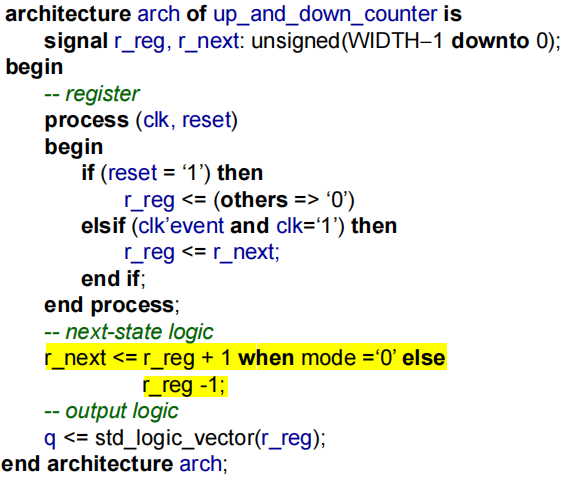 architecture arch of up_and_down_counter is
signal r_reg, r_next: unsigned(WIDTH−1 downto 0);
begin
-- register
process (clk, reset)
begin
if (reset = ‘1’) then
r_reg <= (others => ‘0’)
elsif (clk’event and clk=‘1’) then
r_reg <= r_next;
end if;
end process;
-- next-state logic
r_next <= r_reg + 1 when mode =‘0’ else
r_reg -1;
-- output logic
q <= std_logic_vector(r_reg);
end architecture arch;